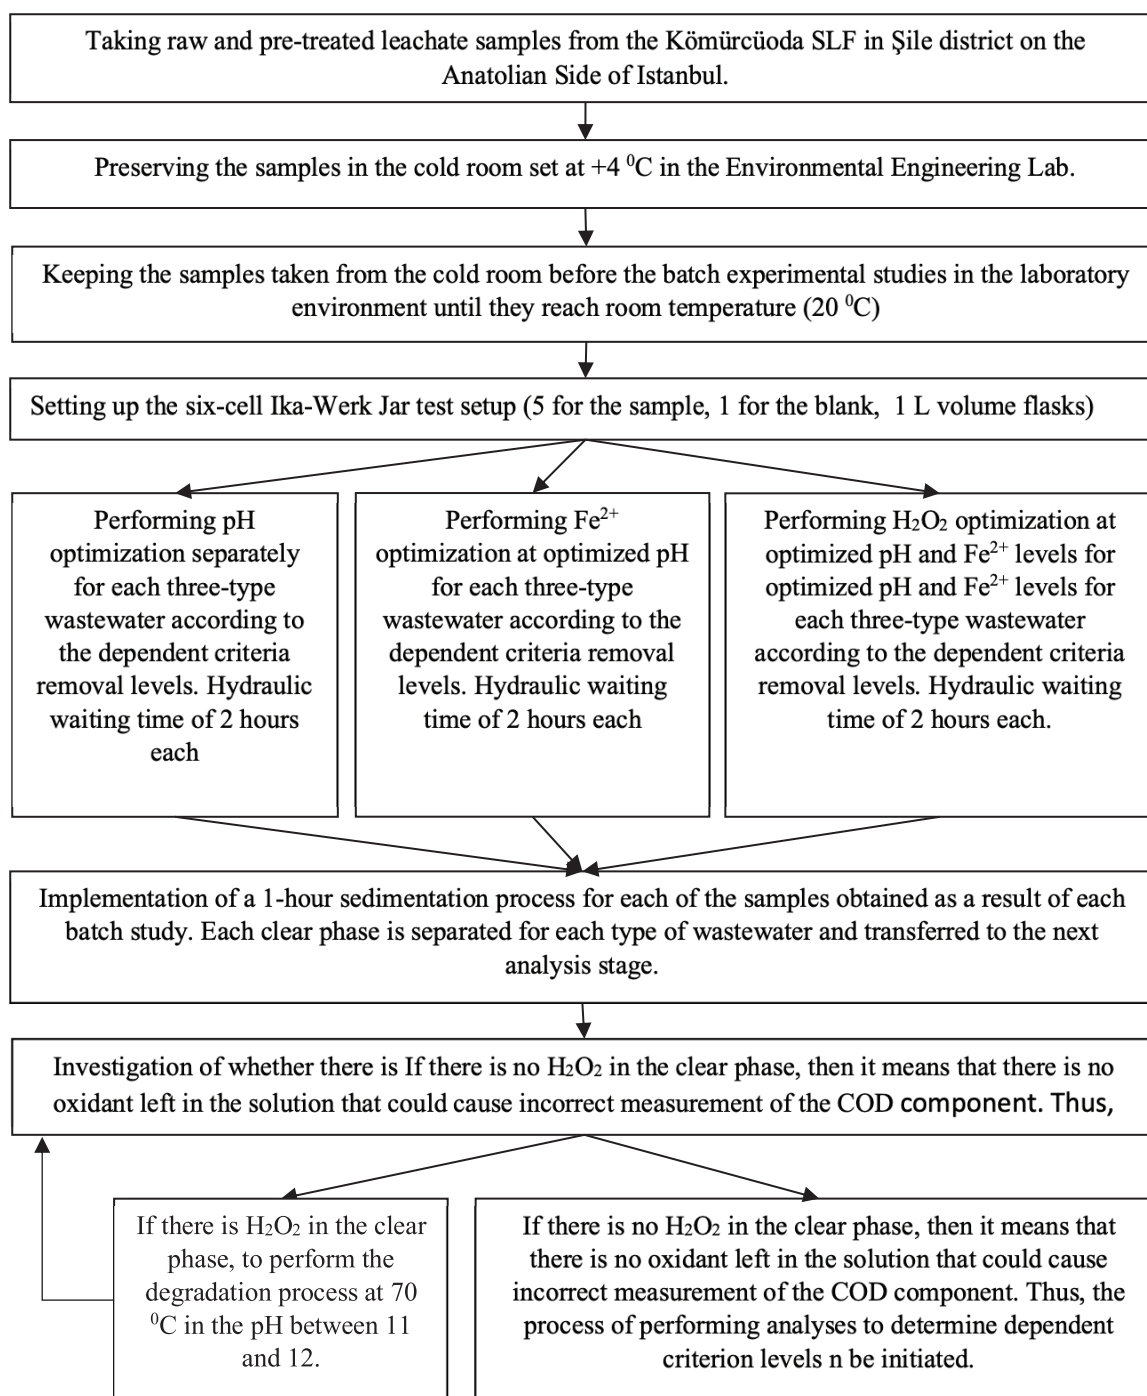 Taking raw and pre-treated leachate samples from the Kömürcüoda SLF in Şile district on the
Anatolian Side of Istanbul.
Preserving the samples in the cold room set at +4 ⁰C in the Environmental Engineering Lab.
Keeping the samples taken from the cold room before the batch experimental studies in the laboratory
environment until they reach room temperature (20 ⁰C)
Setting up the six-cell Ika-Werk Jar test setup (5 for the sample, 1 for the blank, 1 L volume flasks)
Performing pH
optimization separately
for each three-type
wastewater according to
the dependent criteria
removal levels. Hydraulic
waiting time of 2 hours
each
Performing Fe²⁺
optimization at optimized pH
for each three-type
wastewater according to the
dependent criteria removal
levels. Hydraulic waiting
time of 2 hours each
Performing H₂O₂ optimization at
optimized pH and Fe²⁺ levels for
optimized pH and Fe²⁺ levels for
each three-type wastewater
according to the dependent criteria
removal levels. Hydraulic waiting
time of 2 hours each.
Implementation of a 1-hour sedimentation process for each of the samples obtained as a result of each
batch study. Each clear phase is separated for each type of wastewater and transferred to the next
analysis stage.
Investigation of whether there is If there is no H₂O₂ in the clear phase, then it means that there is no
oxidant left in the solution that could cause incorrect measurement of the COD component. Thus,
If there is H₂O₂ in the clear
phase, to perform the
degradation process at 70
⁰C in the pH between 11
and 12.
If there is no H₂O₂ in the clear phase, then it means that
there is no oxidant left in the solution that could cause
incorrect measurement of the COD component. Thus, the
process of performing analyses to determine dependent
criterion levels n be initiated.